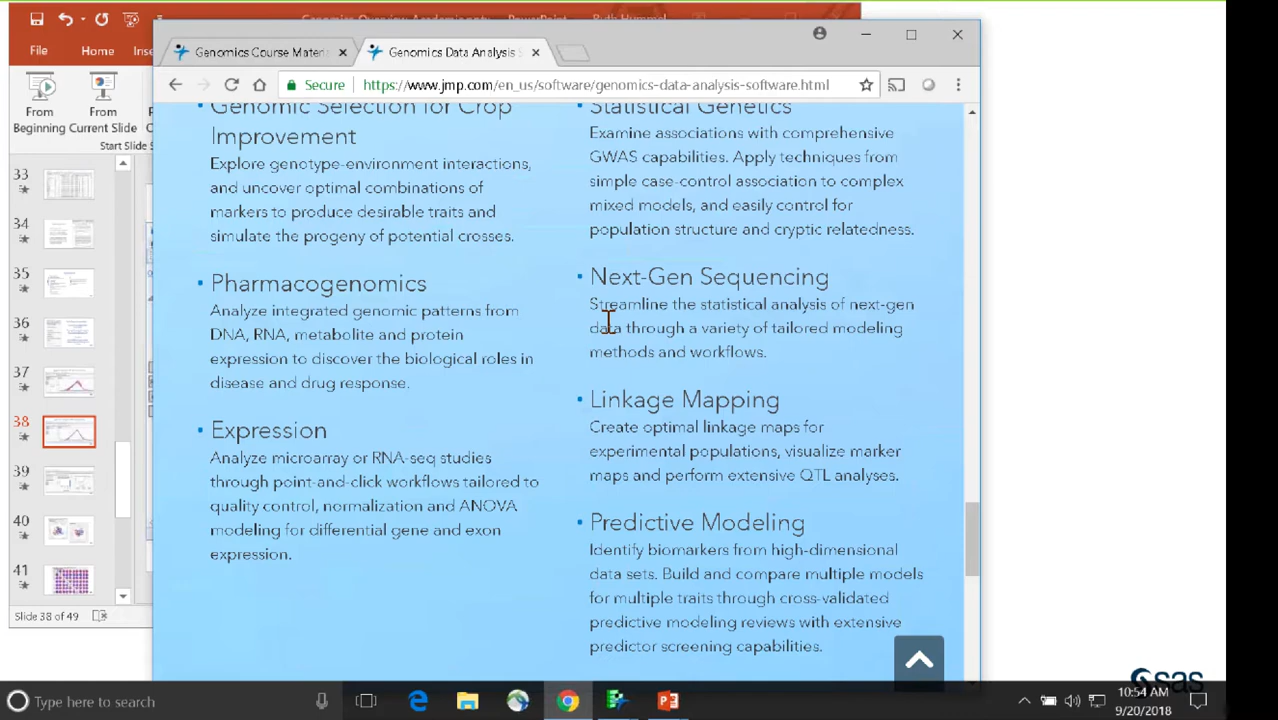 Genomics Overview
PowerPoint
Ruth Hummel
File
Home
Inse
From
Beginning
From
Current Slide
Start Slide S
33
34
35
36
37
38
39
40
41
Slide 38 of 49
Genomics Course Materi
Genomics Data Analysis S
Secure
https://www.jmp.com/en_us/software/genomics-data-analysis-software.html
• Genomic Selection for Crop
Improvement
Explore genotype-environment interactions,
and uncover optimal combinations of
markers to produce desirable traits and
simulate the progeny of potential crosses.
• Pharmacogenomics
Analyze integrated genomic patterns from
DNA, RNA, metabolite and protein
expression to discover the biological roles in
disease and drug response.
• Expression
Analyze microarray or RNA-seq studies
through point-and-click workflows tailored to
quality control, normalization and ANOVA
modeling for differential gene and exon
expression.
• Statistical Genetics
Examine associations with comprehensive
GWAS capabilities. Apply techniques from
simple case-control association to complex
mixed models, and easily control for
population structure and cryptic relatedness.
• Next-Gen Sequencing
Streamline the statistical analysis of next-gen
data through a variety of tailored modeling
methods and workflows.
• Linkage Mapping
Create optimal linkage maps for
experimental populations, visualize marker
maps and perform extensive QTL analyses.
• Predictive Modeling
Identify biomarkers from high-dimensional
data sets. Build and compare multiple models
for multiple traits through cross-validated
predictive modeling reviews with extensive
predictor screening capabilities.
sas
Type here to search
10:54 AM
9/20/2018